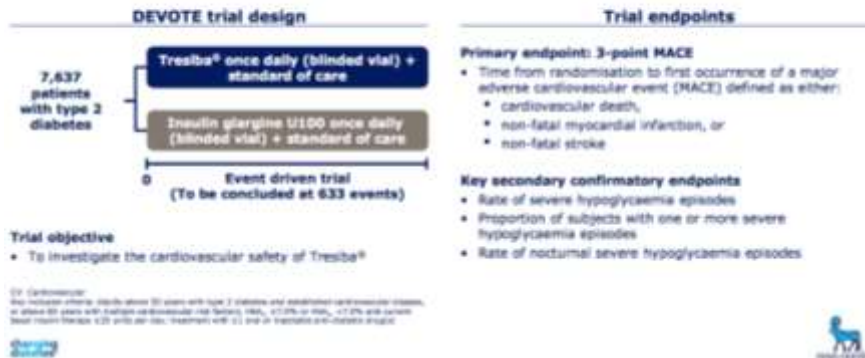 DEVOTE trial design
7,637
patients
with type 2
diabetes
Tresiba® once daily (blinded vial) +
standard of care
Insulin glargine U100 once daily
(blinded vial) + standard of care
0
Event driven trial
(To be concluded at 633 events)
Trial objective
• To investigate the cardiovascular safety of Tresiba®
CV: Cardiovascular
Trial endpoints
Primary endpoint: 3-point MACE
• Time from randomisation to first occurrence of a major
adverse cardiovascular event (MACE) defined as either:
• cardiovascular death,
• non-fatal myocardial infarction, or
• non-fatal stroke
Key secondary confirmatory endpoints
• Rate of severe hypoglycaemia episodes
• Proportion of subjects with one or more severe
hypoglycaemia episodes
• Rate of nocturnal severe hypoglycaemia episodes